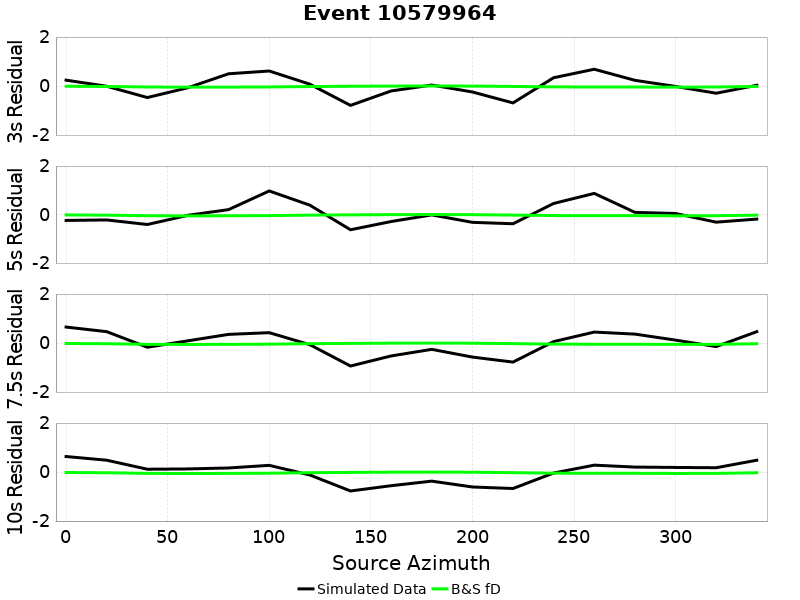 Event 10579964
3s Residual
2
0
-2
5s Residual
2
0
-2
7.5s Residual
2
0
-2
10s Residual
2
0
-2
0 50 100 150 200 250 300
Source Azimuth
Simulated Data B&S fD